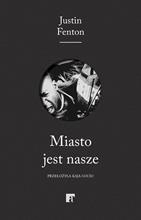 Justin
Fenton
Miasto
jest nasze
PRZEŁOŻYŁA KAJA GUCIO